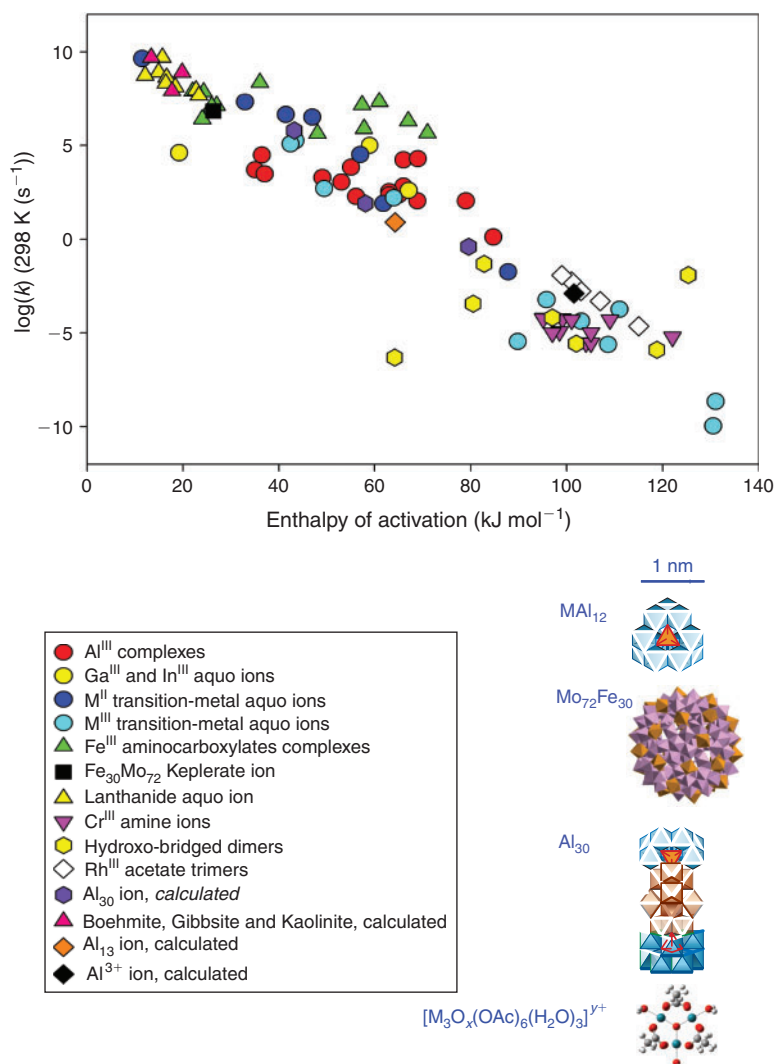 10
5
0
−5
−10
log(k) (298 K (s⁻¹))
0 20 40 60 80 100 120 140
Enthalpy of activation (kJ mol⁻¹)
Alᴵᴵᴵ complexes
Gaᴵᴵᴵ and Inᴵᴵᴵ aquo ions
Mᴵᴵ transition-metal aquo ions
Mᴵᴵᴵ transition-metal aquo ions
Feᴵᴵᴵ aminocarboxylates complexes
Fe₃₀Mo₇₂ Keplerate ion
Lanthanide aquo ion
Crᴵᴵᴵ amine ions
Hydroxo-bridged dimers
Rhᴵᴵᴵ acetate trimers
Al₃₀ ion, calculated
Boehmite, Gibbsite and Kaolinite, calculated
Al₁₃ ion, calculated
Al³⁺ ion, calculated
1 nm
MAl₁₂
Mo₇₂Fe₃₀
Al₃₀
[M₃Oₓ(OAc)₆(H₂O)₃]ʸ⁺